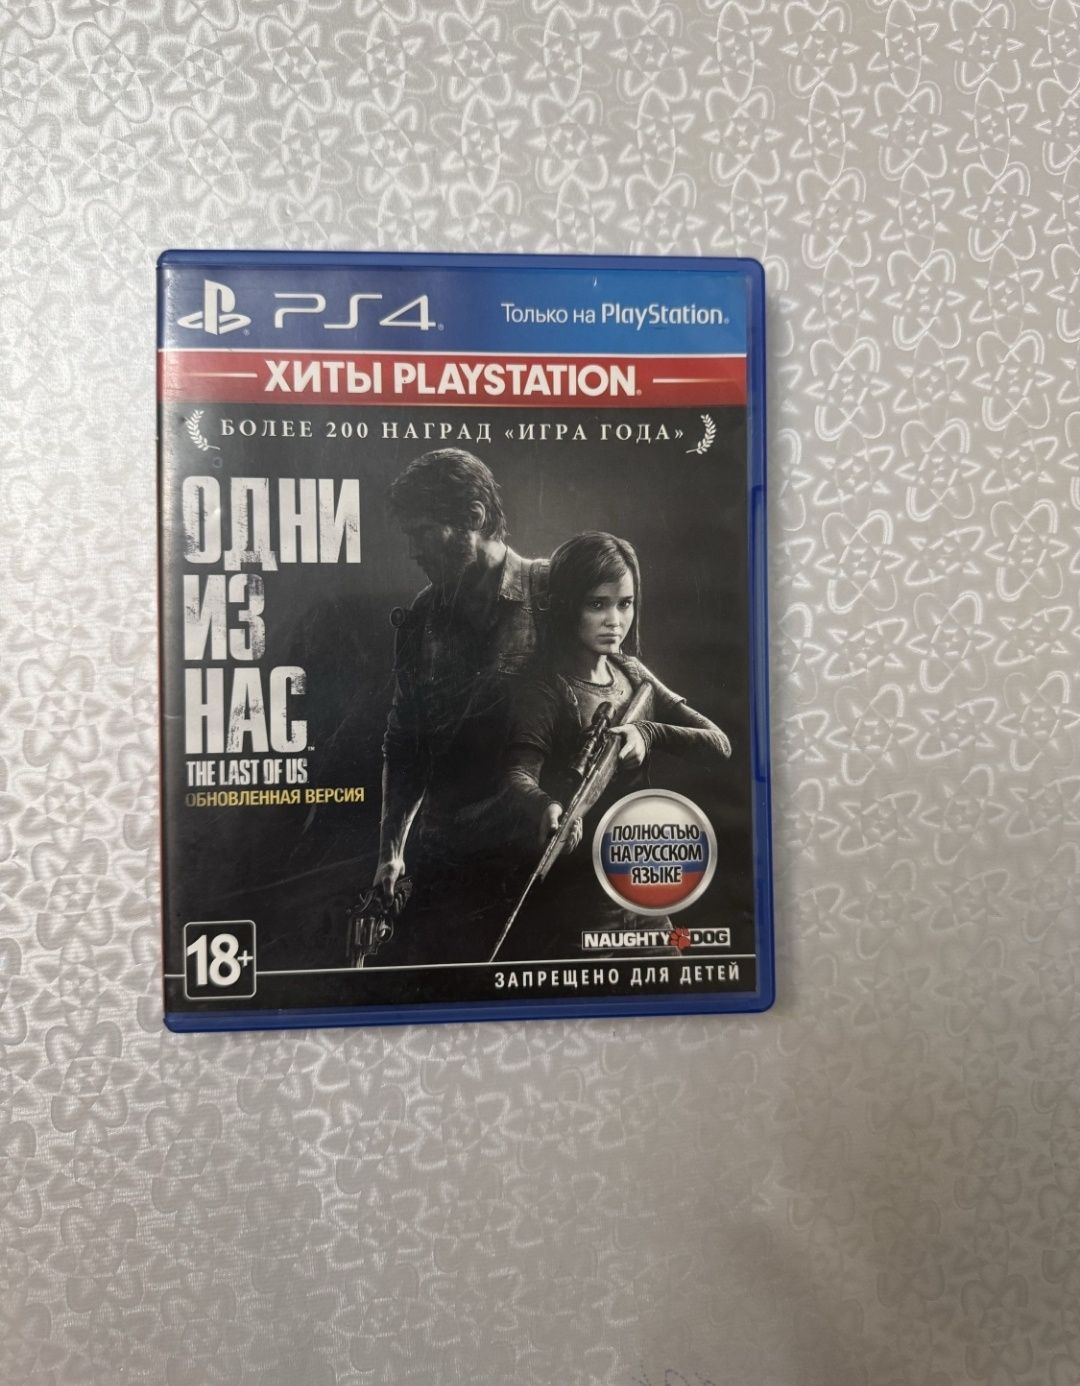 PS4
Только на PlayStation
ХИТЫ PLAYSTATION
БОЛЕЕ 200 НАГРАД «ИГРА ГОДА»
ОДНИ
ИЗ
НАС™
THE LAST OF US
ОБНОВЛЕННАЯ ВЕРСИЯ
ПОЛНОСТЬЮ
НА РУССКОМ
ЯЗЫКЕ
NAUGHTY DOG
18+
ЗАПРЕЩЕНО ДЛЯ ДЕТЕЙ